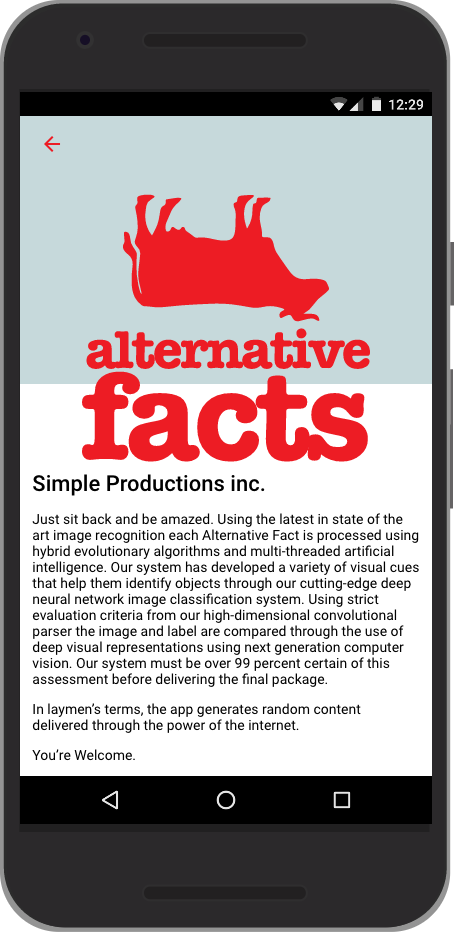 12:29
alternative
facts
Simple Productions inc.
Just sit back and be amazed. Using the latest in state of the
art image recognition each Alternative Fact is processed using
hybrid evolutionary algorithms and multi-threaded artificial
intelligence. Our system has developed a variety of visual cues
that help them identify objects through our cutting-edge deep
neural network image classification system. Using strict
evaluation criteria from our high-dimensional convolutional
parser the image and label are compared through the use of
deep visual representations using next generation computer
vision. Our system must be over 99 percent certain of this
assessment before delivering the final package.
In laymen’s terms, the app generates random content
delivered through the power of the internet.
You’re Welcome.